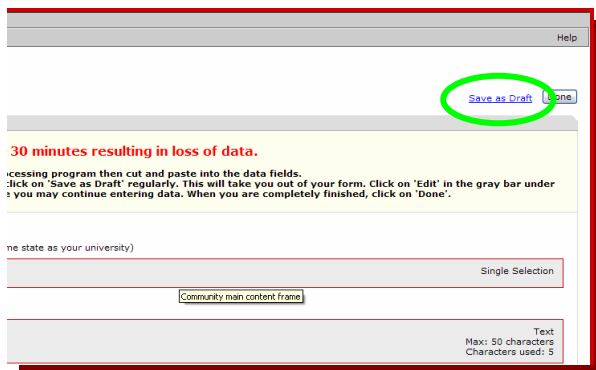 Help
Save as Draft Done
30 minutes resulting in loss of data.
ocessing program then cut and paste into the data fields.
click on 'Save as Draft' regularly. This will take you out of your form. Click on 'Edit' in the gray bar under
e you may continue entering data. When you are completely finished, click on 'Done'.
me state as your university)
Single Selection
Community main content frame
Text
Max: 50 characters
Characters used: 5